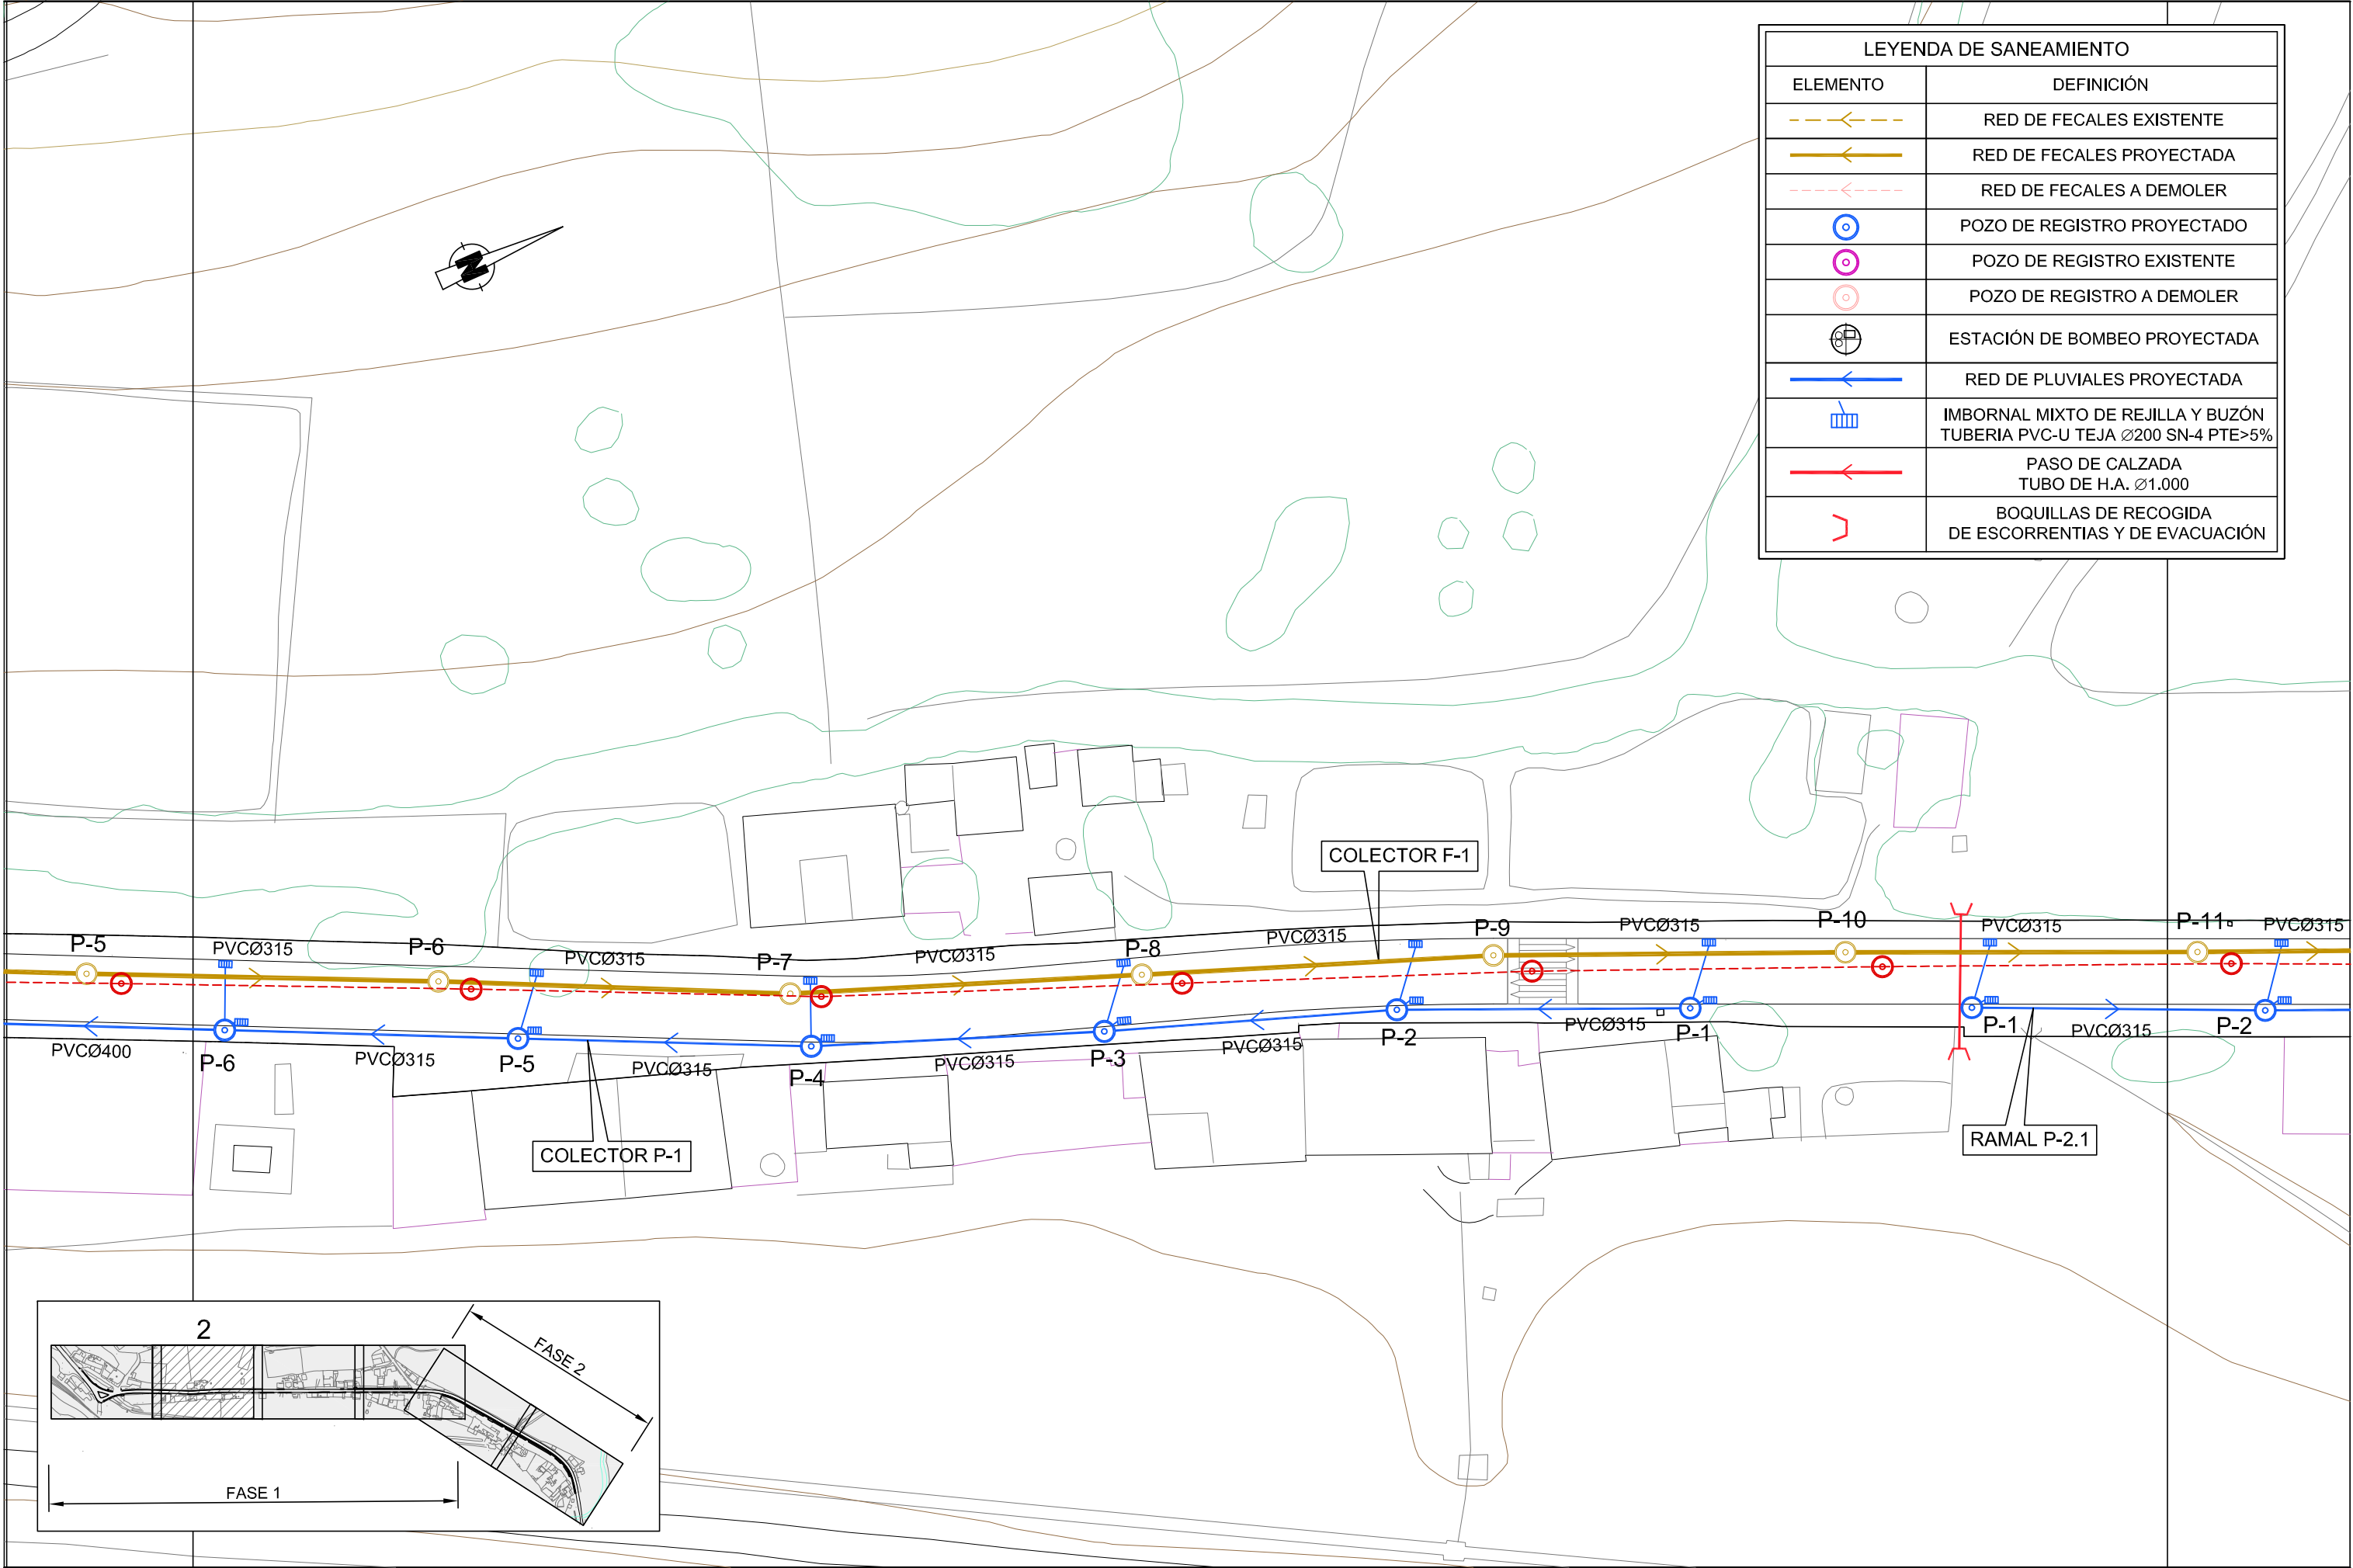 LEYENDA DE SANEAMIENTO
ELEMENTO DEFINICIÓN
RED DE FECALES EXISTENTE
RED DE FECALES PROYECTADA
RED DE FECALES A DEMOLER
POZO DE REGISTRO PROYECTADO
POZO DE REGISTRO EXISTENTE
POZO DE REGISTRO A DEMOLER
ESTACIÓN DE BOMBEO PROYECTADA
RED DE PLUVIALES PROYECTADA
IMBORNAL MIXTO DE REJILLA Y BUZÓN
TUBERIA PVC-U TEJA Ø200 SN-4 PTE>5%
PASO DE CALZADA
TUBO DE H.A. Ø1.000
BOQUILLAS DE RECOGIDA
DE ESCORRENTIAS Y DE EVACUACIÓN
N
COLECTOR F-1
P-5
PVCØ315
P-6
PVCØ315
P-7
PVCØ315
P-8
PVCØ315
P-9
PVCØ315
P-10
PVCØ315
P-11
PVCØ315
PVCØ400
P-6
PVCØ315
P-5
PVCØ315
P-4
PVCØ315
P-3
PVCØ315
P-2
PVCØ315
P-1
P-1
PVCØ315
P-2
COLECTOR P-1
RAMAL P-2.1
2
FASE 2
FASE 1